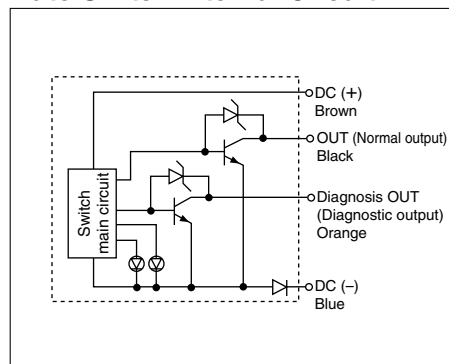 DC (+)
Brown
OUT (Normal output)
Black
Switch
main circuit
Diagnosis OUT
(Diagnostic output)
Orange
DC (–)
Blue